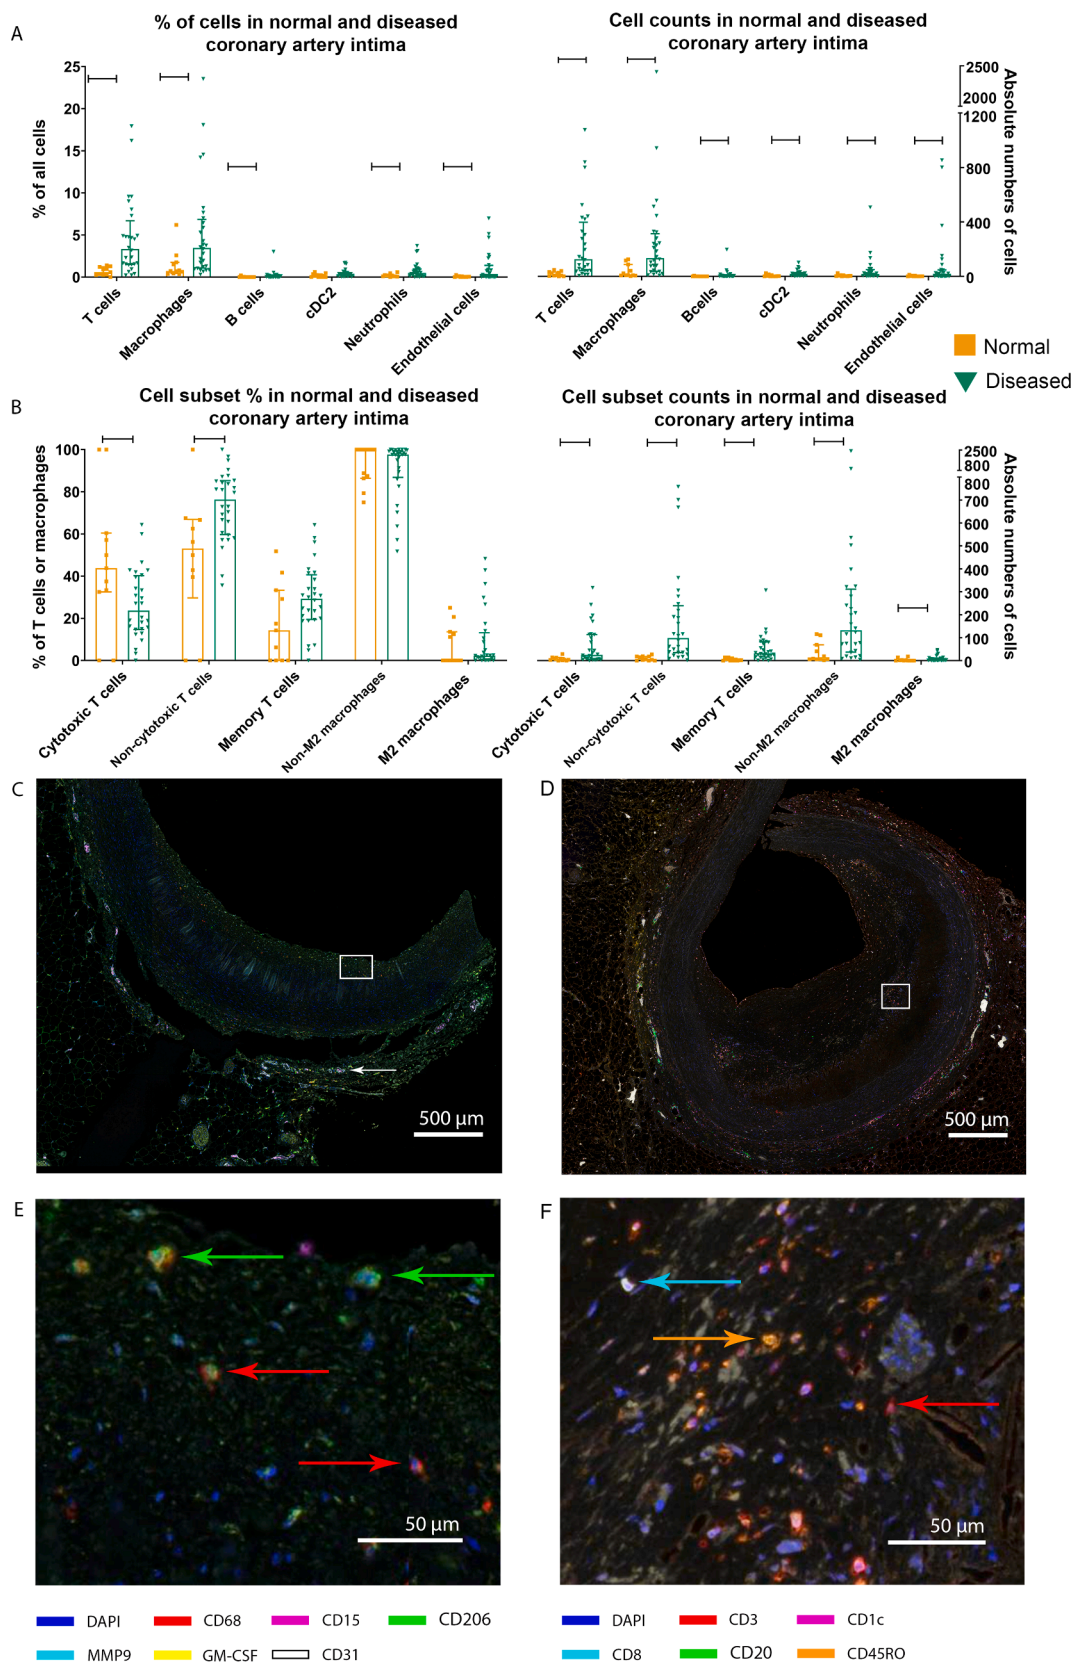 A
% of cells in normal and diseased
coronary artery intima
% of all cells
25
20
15
10
5
0
T cells
Macrophages
B cells
cDC2
Neutrophils
Endothelial cells
Cell counts in normal and diseased
coronary artery intima
2500
2000
1200
800
400
0
Absolute numbers of cells
T cells
Macrophages
Bcells
cDC2
Neutrophils
Endothelial cells
Normal
Diseased
B
Cell subset % in normal and diseased
coronary artery intima
% of T cells or macrophages
100
80
60
40
20
0
Cytotoxic T cells
Non-cytotoxic T cells
Memory T cells
Non-M2 macrophages
M2 macrophages
Cell subset counts in normal and diseased
coronary artery intima
2500
800
800
700
600
500
400
300
200
100
0
Absolute numbers of cells
Cytotoxic T cells
Non-cytotoxic T cells
Memory T cells
Non-M2 macrophages
M2 macrophages
C
500 µm
D
500 µm
E
50 µm
F
50 µm
DAPI CD68 CD15 CD206
MMP9 GM-CSF CD31
DAPI CD3 CD1c
CD8 CD20 CD45RO